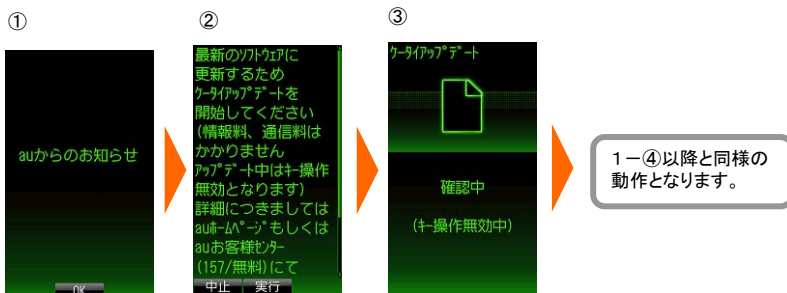 ①
auからのお知らせ
OK
②
最新のソフトウェアに
更新するため
ケータイアップデートを
開始してください
(情報料、通信料は
かかりません
アップデート中はキー操作
無効となります)
詳細につきましては
auホームページもしくは
auお客様センター
(157/無料)にて
中止 実行
③
ケータイアップデート
確認中
(キー操作無効中)
1-④以降と同様の
動作となります。